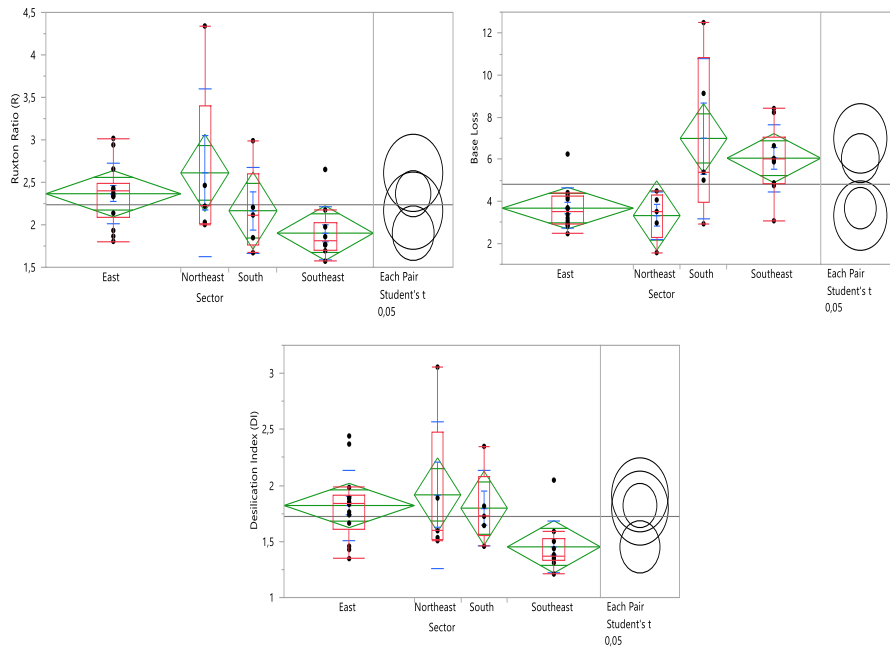 Ruxton Ratio (R)
4,5
4
3,5
3
2,5
2
1,5
East
Northeast
South
Southeast
Sector
Each Pair
Student's t
0,05
Base Loss
12
10
8
6
4
2
East
Northeast
South
Southeast
Sector
Each Pair
Student's t
0,05
Desilication Index (DI)
3
2,5
2
1,5
1
East
Northeast
South
Southeast
Sector
Each Pair
Student's t
0,05